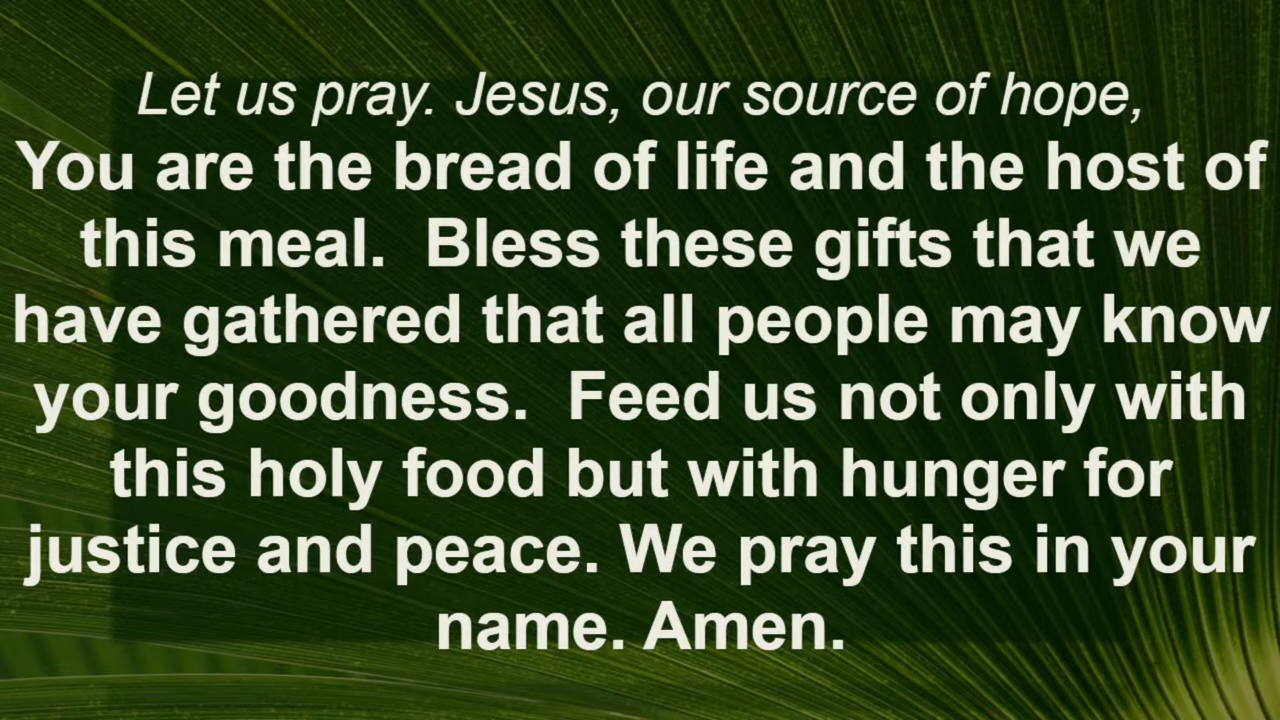 Let us pray. Jesus, our source of hope,
You are the bread of life and the host of
this meal.  Bless these gifts that we
have gathered that all people may know
your goodness.  Feed us not only with
this holy food but with hunger for
justice and peace. We pray this in your
name. Amen.